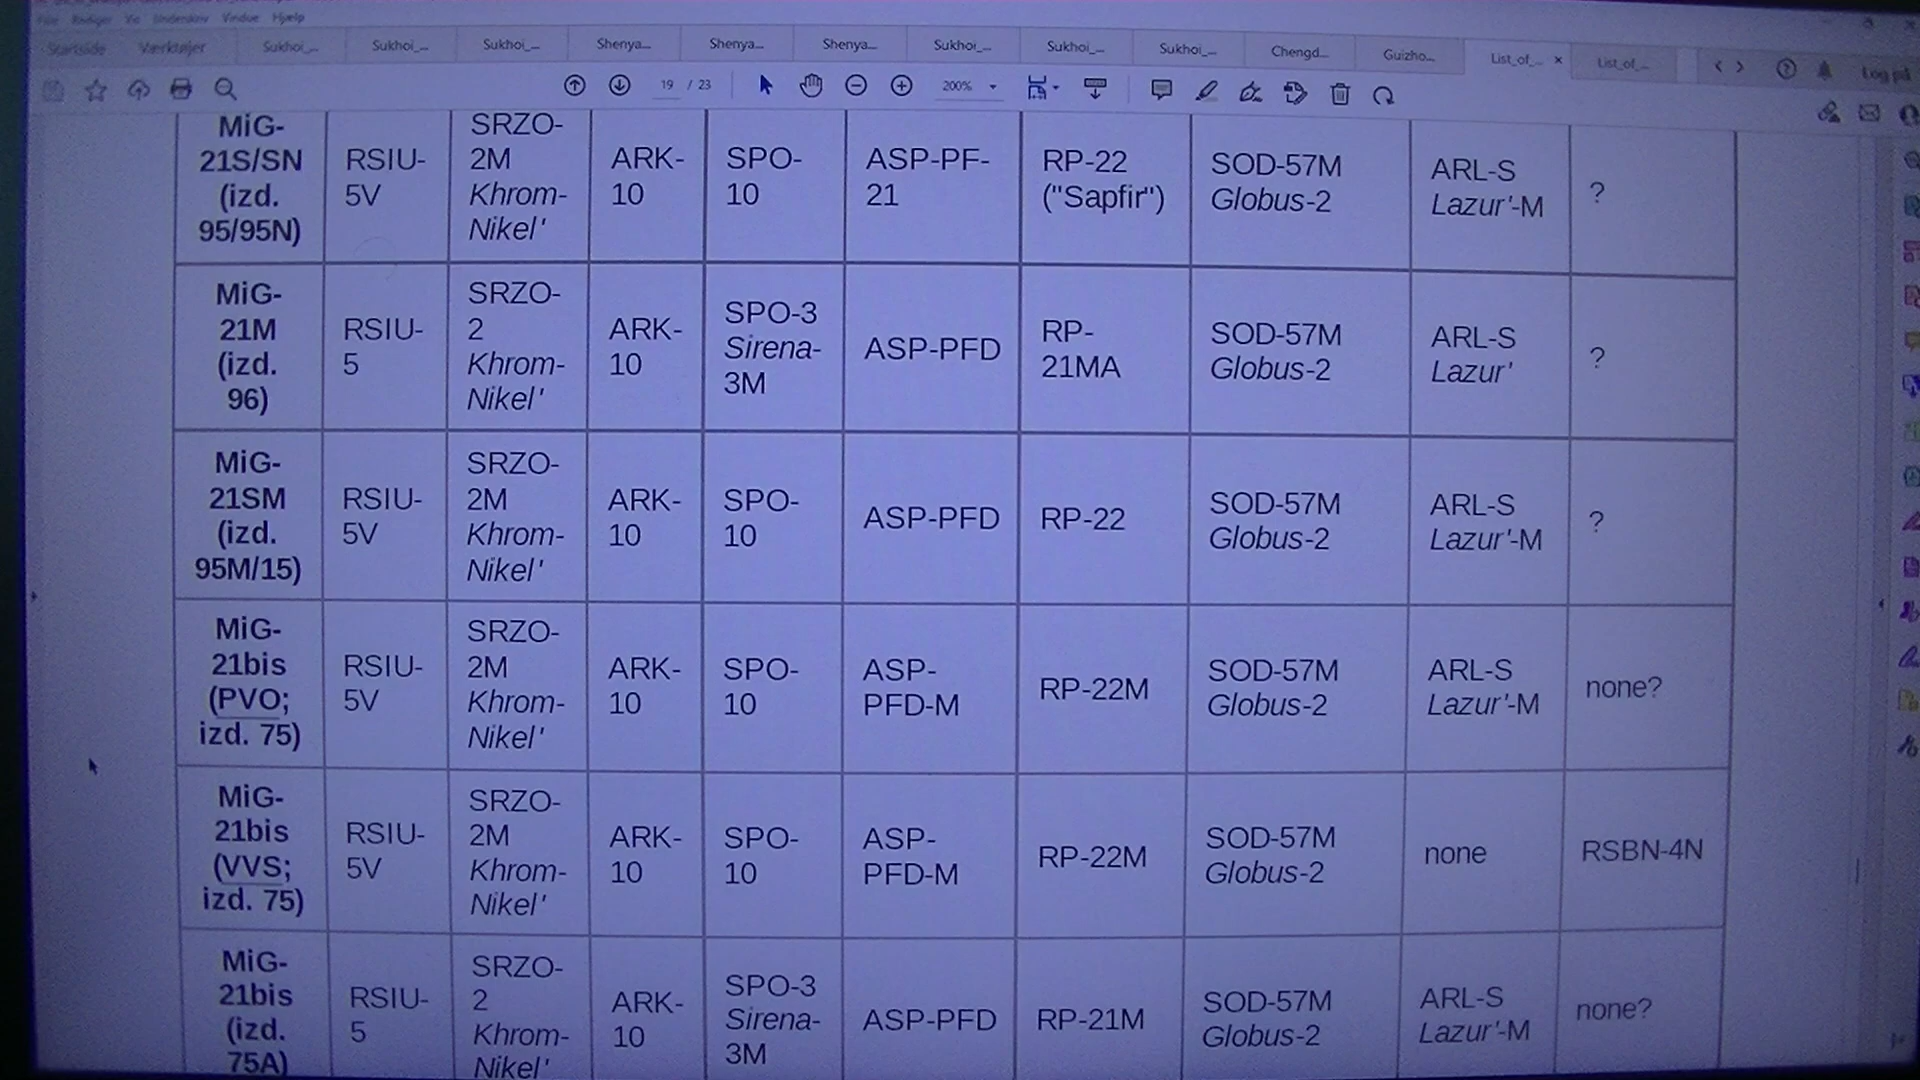 Filer Rediger Vis Underskriv Vindue Hjælp
Startside Værktøjer Sukhoi_... Sukhoi_... Sukhoi_... Shenya... Shenya... Shenya... Sukhoi_... Sukhoi_... Sukhoi_... Chengd... Guizho... List_of_... × List_of_... Log på
19 / 23 200%
MiG-
21S/SN
(izd.
95/95N)
RSIU-
5V
SRZO-
2M
Khrom-
Nikel'
ARK-
10
SPO-
10
ASP-PF-
21
RP-22
("Sapfir")
SOD-57M
Globus-2
ARL-S
Lazur'-M
?
MiG-
21M
(izd.
96)
RSIU-
5
SRZO-
2
Khrom-
Nikel'
ARK-
10
SPO-3
Sirena-
3M
ASP-PFD
RP-
21MA
SOD-57M
Globus-2
ARL-S
Lazur'
?
MiG-
21SM
(izd.
95M/15)
RSIU-
5V
SRZO-
2M
Khrom-
Nikel'
ARK-
10
SPO-
10
ASP-PFD
RP-22
SOD-57M
Globus-2
ARL-S
Lazur'-M
?
MiG-
21bis
(PVO;
izd. 75)
RSIU-
5V
SRZO-
2M
Khrom-
Nikel'
ARK-
10
SPO-
10
ASP-
PFD-M
RP-22M
SOD-57M
Globus-2
ARL-S
Lazur'-M
none?
MiG-
21bis
(VVS;
izd. 75)
RSIU-
5V
SRZO-
2M
Khrom-
Nikel'
ARK-
10
SPO-
10
ASP-
PFD-M
RP-22M
SOD-57M
Globus-2
none
RSBN-4N
MiG-
21bis
(izd.
75A)
RSIU-
5
SRZO-
2
Khrom-
Nikel'
ARK-
10
SPO-3
Sirena-
3M
ASP-PFD
RP-21M
SOD-57M
Globus-2
ARL-S
Lazur'-M
none?